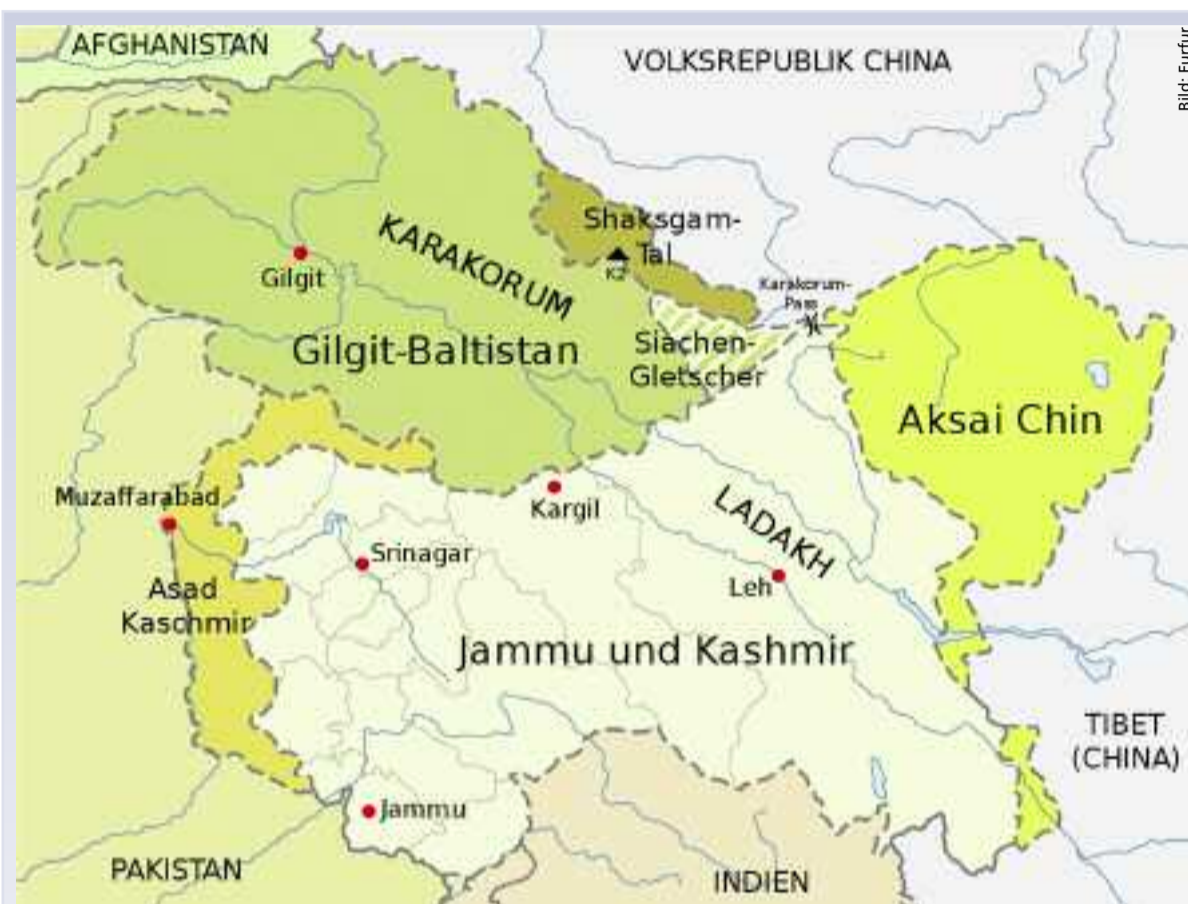 AFGHANISTAN
VOLKSREPUBLIK CHINA
Bild: Furfur
KARAKORUM
Shaksgam-
Tal
K2
Karakorum-
Pass
Gilgit
Gilgit-Baltistan
Siachen-
Gletscher
Aksai Chin
Muzaffarabad
Kargil
LADAKH
Srinagar
Leh
Asad
Kaschmir
Jammu und Kashmir
TIBET
(CHINA)
Jammu
PAKISTAN
INDIEN